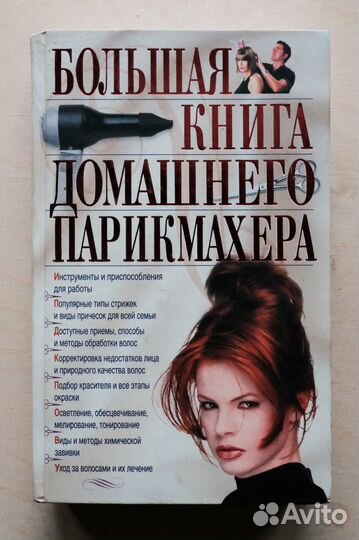 БОЛЬШАЯ
КНИГА
ДОМАШНЕГО
ПАРИКМАХЕРА
Инструменты и приспособления
для работы
Популярные типы стрижек
и виды причесок для всей семьи
Доступные приемы, способы
и методы обработки волос
Корректировка недостатков лица
и природного качества волос
Подбор красителя и все этапы
окраски
Осветление, обесцвечивание,
мелирование, тонирование
Виды и методы химической
завивки
Уход за волосами и их лечение
Avito